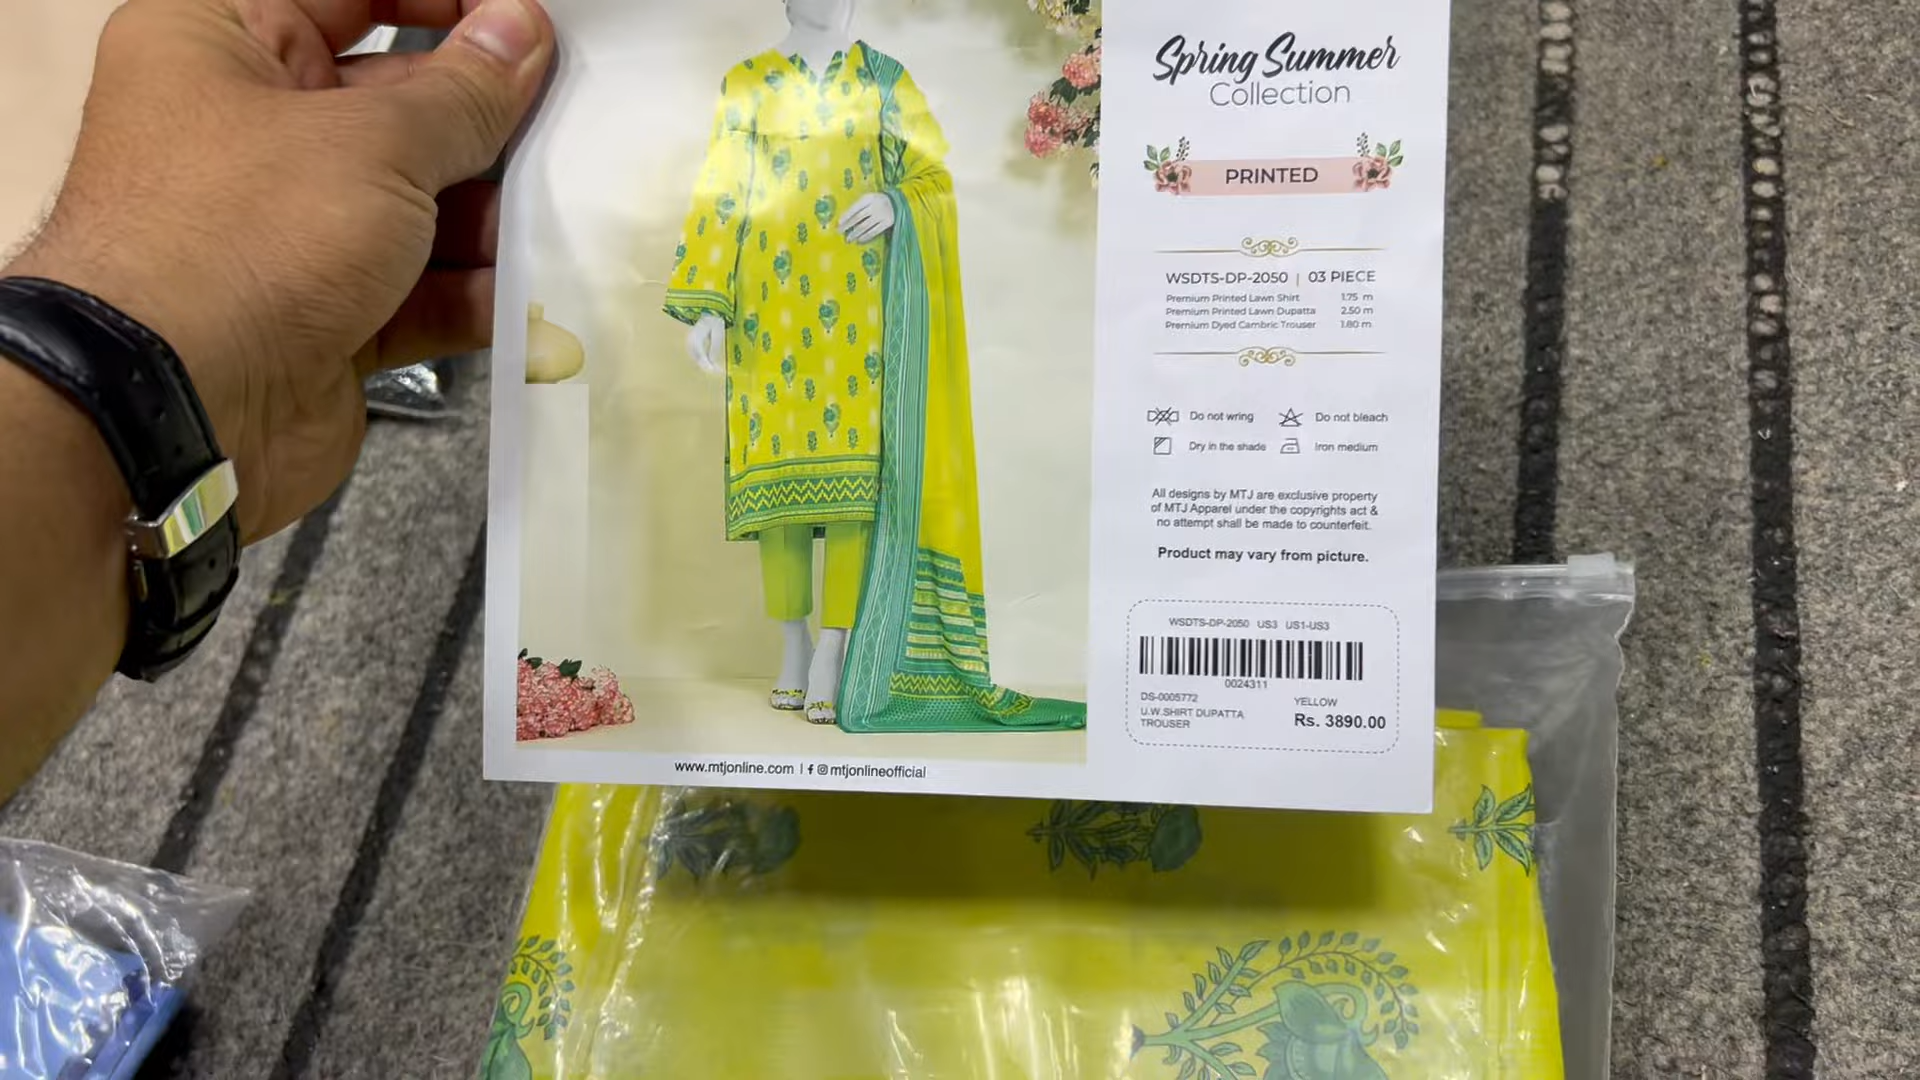 Spring Summer
Collection
PRINTED
WSDTS-DP-2050 | 03 PIECE
Premium Printed Lawn Shirt 1.75 m
Premium Printed Lawn Dupatta 2.50 m
Premium Dyed Cambric Trouser 1.80 m
Do not wring Do not bleach
Dry in the shade Iron medium
All designs by MTJ are exclusive property
of MTJ Apparel under the copyrights act &
no attempt shall be made to counterfeit.
Product may vary from picture.
WSDTS-DP-2050 US3 US1-US3
0024311
DS-0005772
U.W.SHIRT DUPATTA
TROUSER
YELLOW
Rs. 3890.00
www.mtjonline.com | f mtjonlineofficial